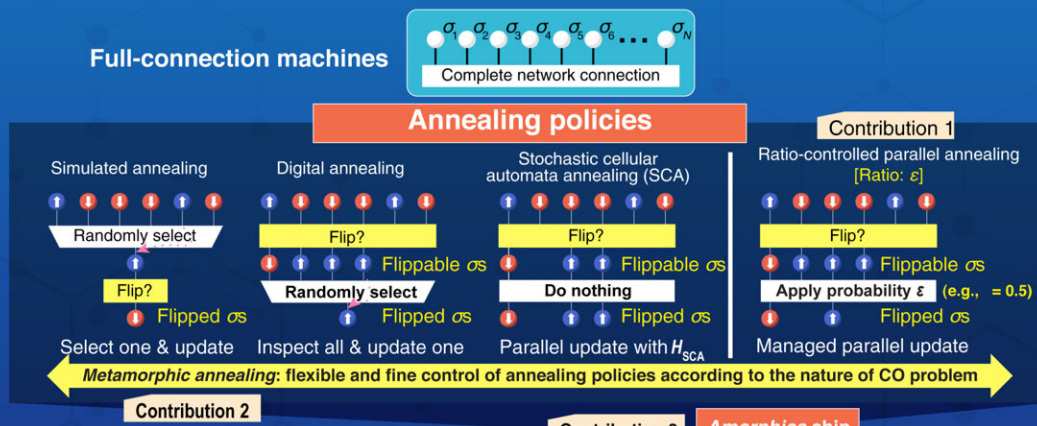 Full-connection machines
σ1 σ2 σ3 σ4 σ5 σ6 ... σN
Complete network connection
Annealing policies
Contribution 1
Simulated annealing
Randomly select
Flip?
Flipped σs
Select one & update
Digital annealing
Flip?
Flippable σs
Randomly select
Flipped σs
Inspect all & update one
Stochastic cellular
automata annealing (SCA)
Flip?
Flippable σs
Do nothing
Flipped σs
Parallel update with HSCA
Ratio-controlled parallel annealing
[Ratio: ε]
Flip?
Flippable σs
Apply probability ε (e.g., = 0.5)
Flipped σs
Managed parallel update
Metamorphic annealing: flexible and fine control of annealing policies according to the nature of CO problem
Contribution 2
Amorphica chip